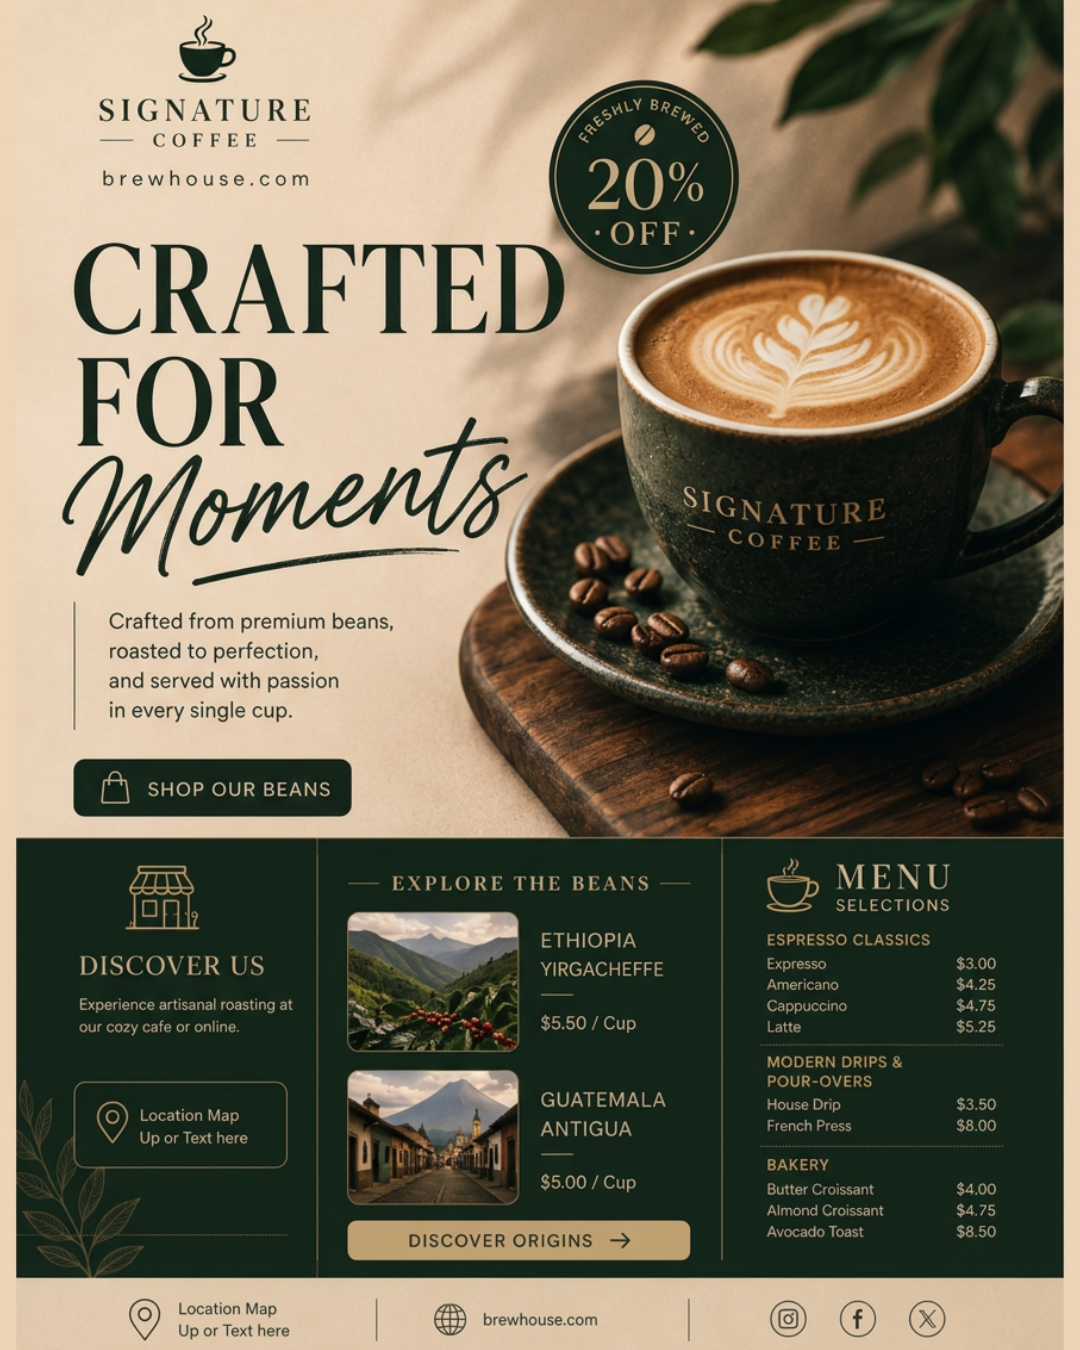 SIGNATURE
COFFEE
brewhouse.com
FRESHLY BREWED
20%
·OFF·
CRAFTED
FOR
Moments
SIGNATURE
COFFEE
Crafted from premium beans,
roasted to perfection,
and served with passion
in every single cup.
SHOP OUR BEANS
DISCOVER US
Experience artisanal roasting at
our cozy cafe or online.
Location Map
Up or Text here
EXPLORE THE BEANS
ETHIOPIA
YIRGACHEFFE
$5.50 / Cup
GUATEMALA
ANTIGUA
$5.00 / Cup
DISCOVER ORIGINS →
MENU
SELECTIONS
ESPRESSO CLASSICS
Expresso $3.00
Americano $4.25
Cappuccino $4.75
Latte $5.25
MODERN DRIPS &
POUR-OVERS
House Drip $3.50
French Press $8.00
BAKERY
Butter Croissant $4.00
Almond Croissant $4.75
Avocado Toast $8.50
Location Map
Up or Text here
brewhouse.com